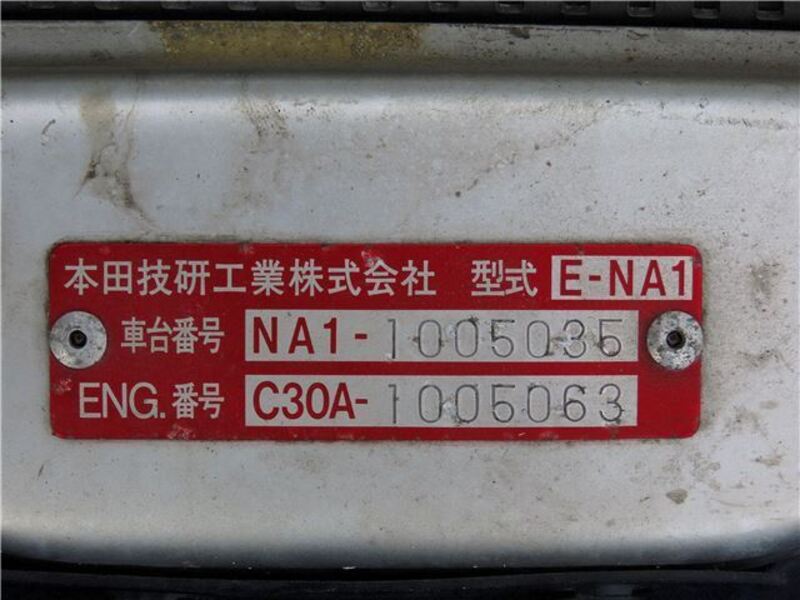 本田技研工業株式会社 型式 E-NA1
車台番号 NA1-1005035
ENG.番号 C30A-1005063